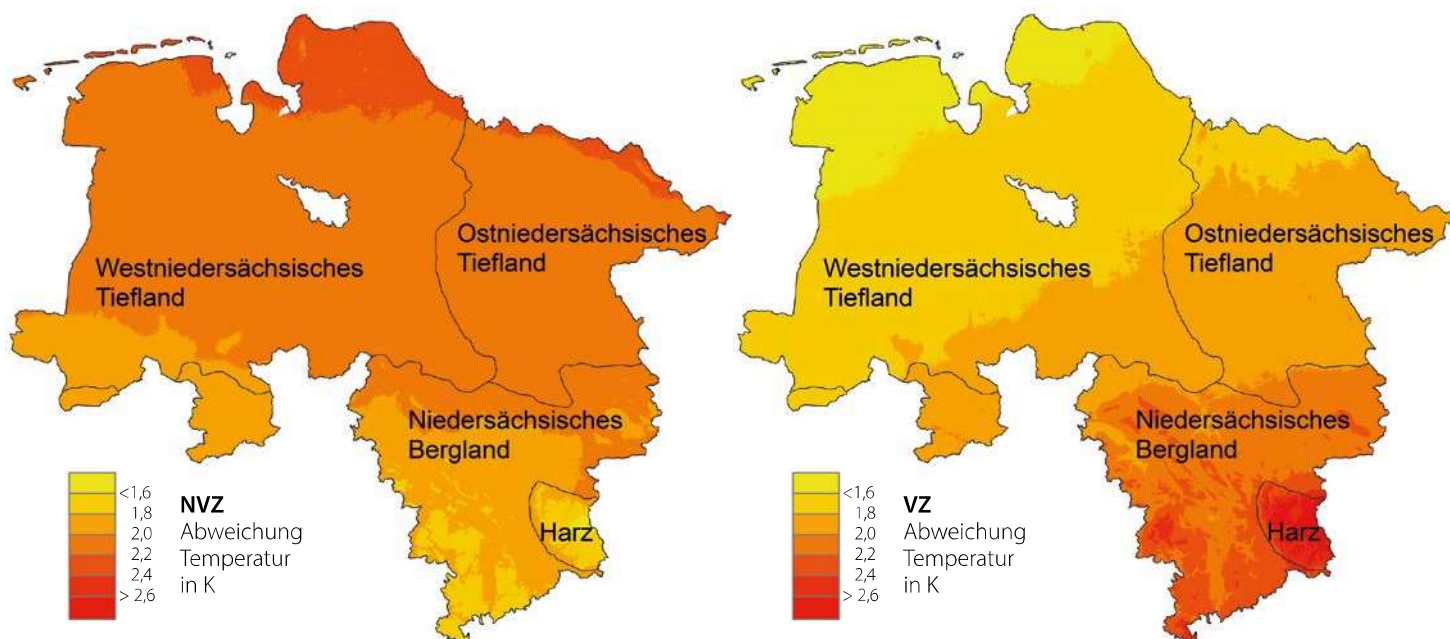 Ostniedersächsisches
Tiefland
Westniedersächsisches
Tiefland
Niedersächsisches
Bergland
Harz
<1,6
1,8
2,0
2,2
2,4
> 2,6
NVZ
Abweichung
Temperatur
in K
Ostniedersächsisches
Tiefland
Westniedersächsisches
Tiefland
Niedersächsisches
Bergland
Harz
<1,6
1,8
2,0
2,2
2,4
> 2,6
VZ
Abweichung
Temperatur
in K